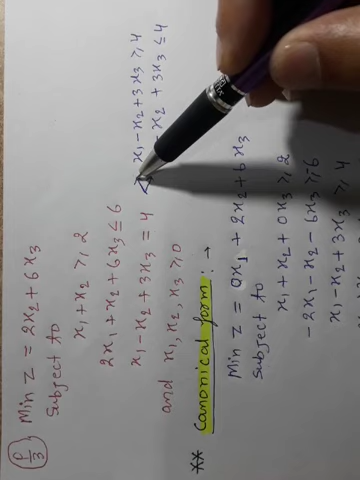 P/3 Min Z = 2x2 + 6x3
Subject to
x1 + x2 ≥ 2
2x1 + x2 + 6x3 ≤ 6
x1 - x2 + 3x3 = 4 < x1 - x2 + 3x3 ≥ 4
- x2 + 3x3 ≤ 4
and x1, x2, x3 ≥ 0
** Canonical form : →
Min Z = 0x1 + 2x2 + 6x3
Subject to
x1 + x2 + 0x3 ≥ 2
-2x1 - x2 - 6x3 ≥ -6
x1 - x2 + 3x3 ≥ 4